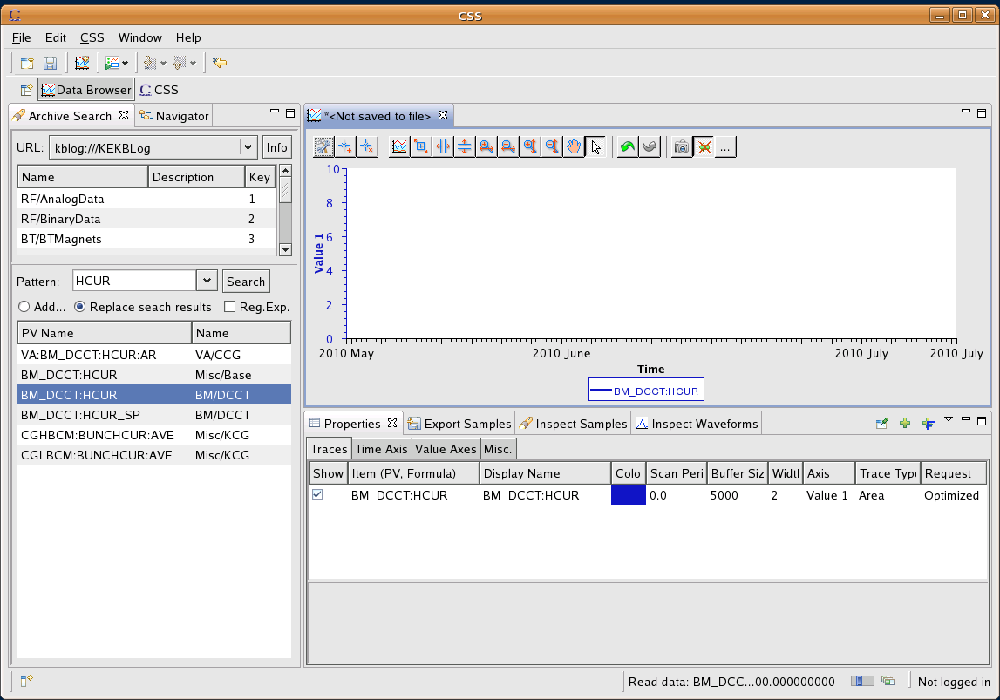 CSS
File Edit CSS Window Help
Data Browser CSS
Archive Search Navigator
URL: kblog:///KEKBLog Info
Name Description Key
RF/AnalogData 1
RF/BinaryData 2
BT/BTMagnets 3
Pattern: HCUR Search
Add... Replace seach results Reg.Exp.
PV Name Name
VA:BM_DCCT:HCUR:AR VA/CCG
BM_DCCT:HCUR Misc/Base
BM_DCCT:HCUR BM/DCCT
BM_DCCT:HCUR_SP BM/DCCT
CGHBCM:BUNCHCUR:AVE Misc/KCG
CGLBCM:BUNCHCUR:AVE Misc/KCG
*<Not saved to file>
...
Value 1
10
8
6
4
2
0
2010 May 2010 June 2010 July 2010 July
Time
BM_DCCT:HCUR
Properties Export Samples Inspect Samples Inspect Waveforms
Traces Time Axis Value Axes Misc.
Show Item (PV, Formula) Display Name Colo Scan Peri Buffer Siz Widtl Axis Trace Typ Request
BM_DCCT:HCUR BM_DCCT:HCUR 0.0 5000 2 Value 1 Area Optimized
Read data: BM_DCC...00.000000000 Not logged in